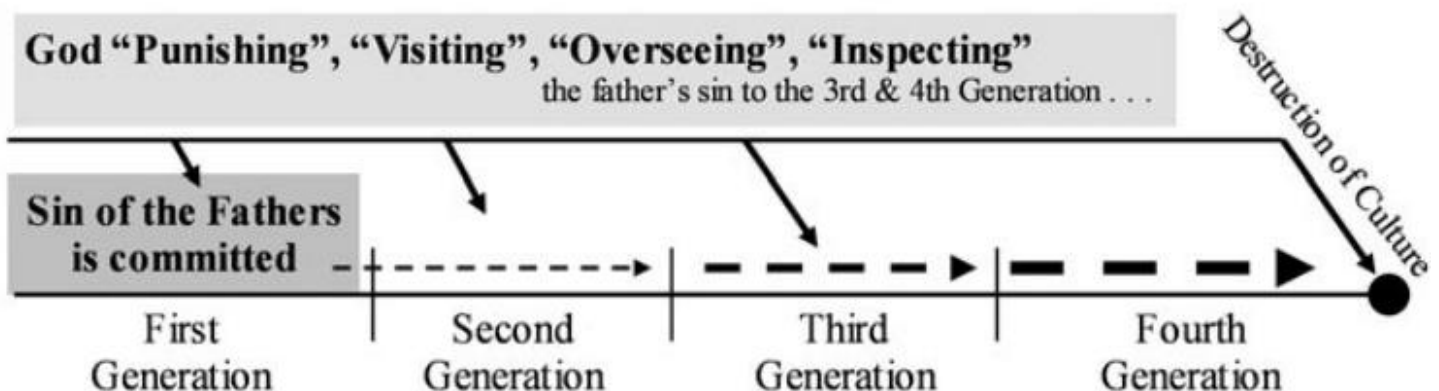 God “Punishing”, “Visiting”, “Overseeing”, “Inspecting”
the father’s sin to the 3rd & 4th Generation . . .
Destruction of Culture
Sin of the Fathers
is committed
First
Generation
Second
Generation
Third
Generation
Fourth
Generation